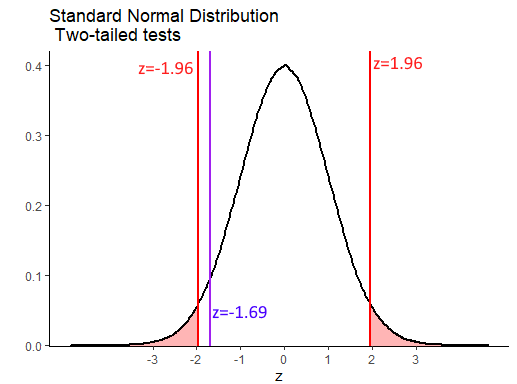 Standard Normal Distribution
Two-tailed tests
z=-1.96
z=1.96
z=-1.69
0.4
0.3
0.2
0.1
0.0
-3 -2 -1 0 1 2 3
z